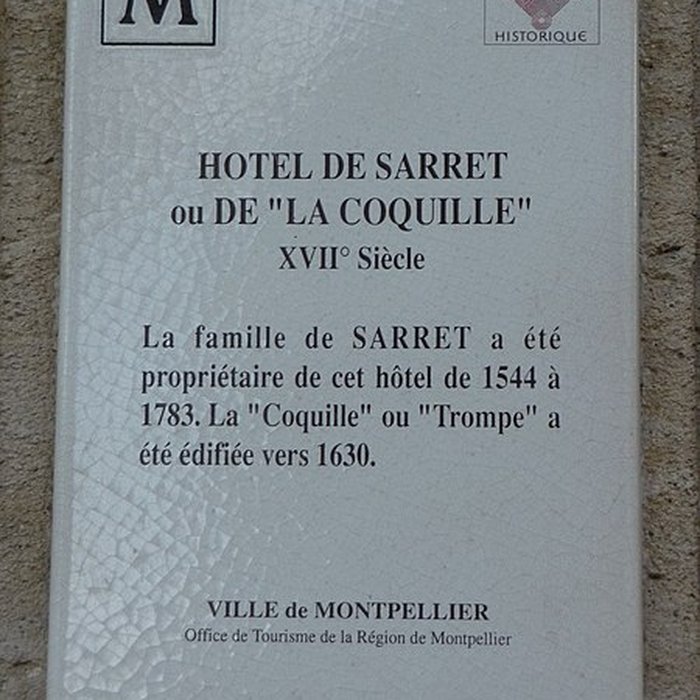 M
HISTORIQUE
HOTEL DE SARRET
ou DE "LA COQUILLE"
XVII° Siècle
La famille de SARRET a été
propriétaire de cet hôtel de 1544 à
1783. La "Coquille" ou "Trompe" a
été édifiée vers 1630.
VILLE de MONTPELLIER
Office de Tourisme de la Région de Montpellier